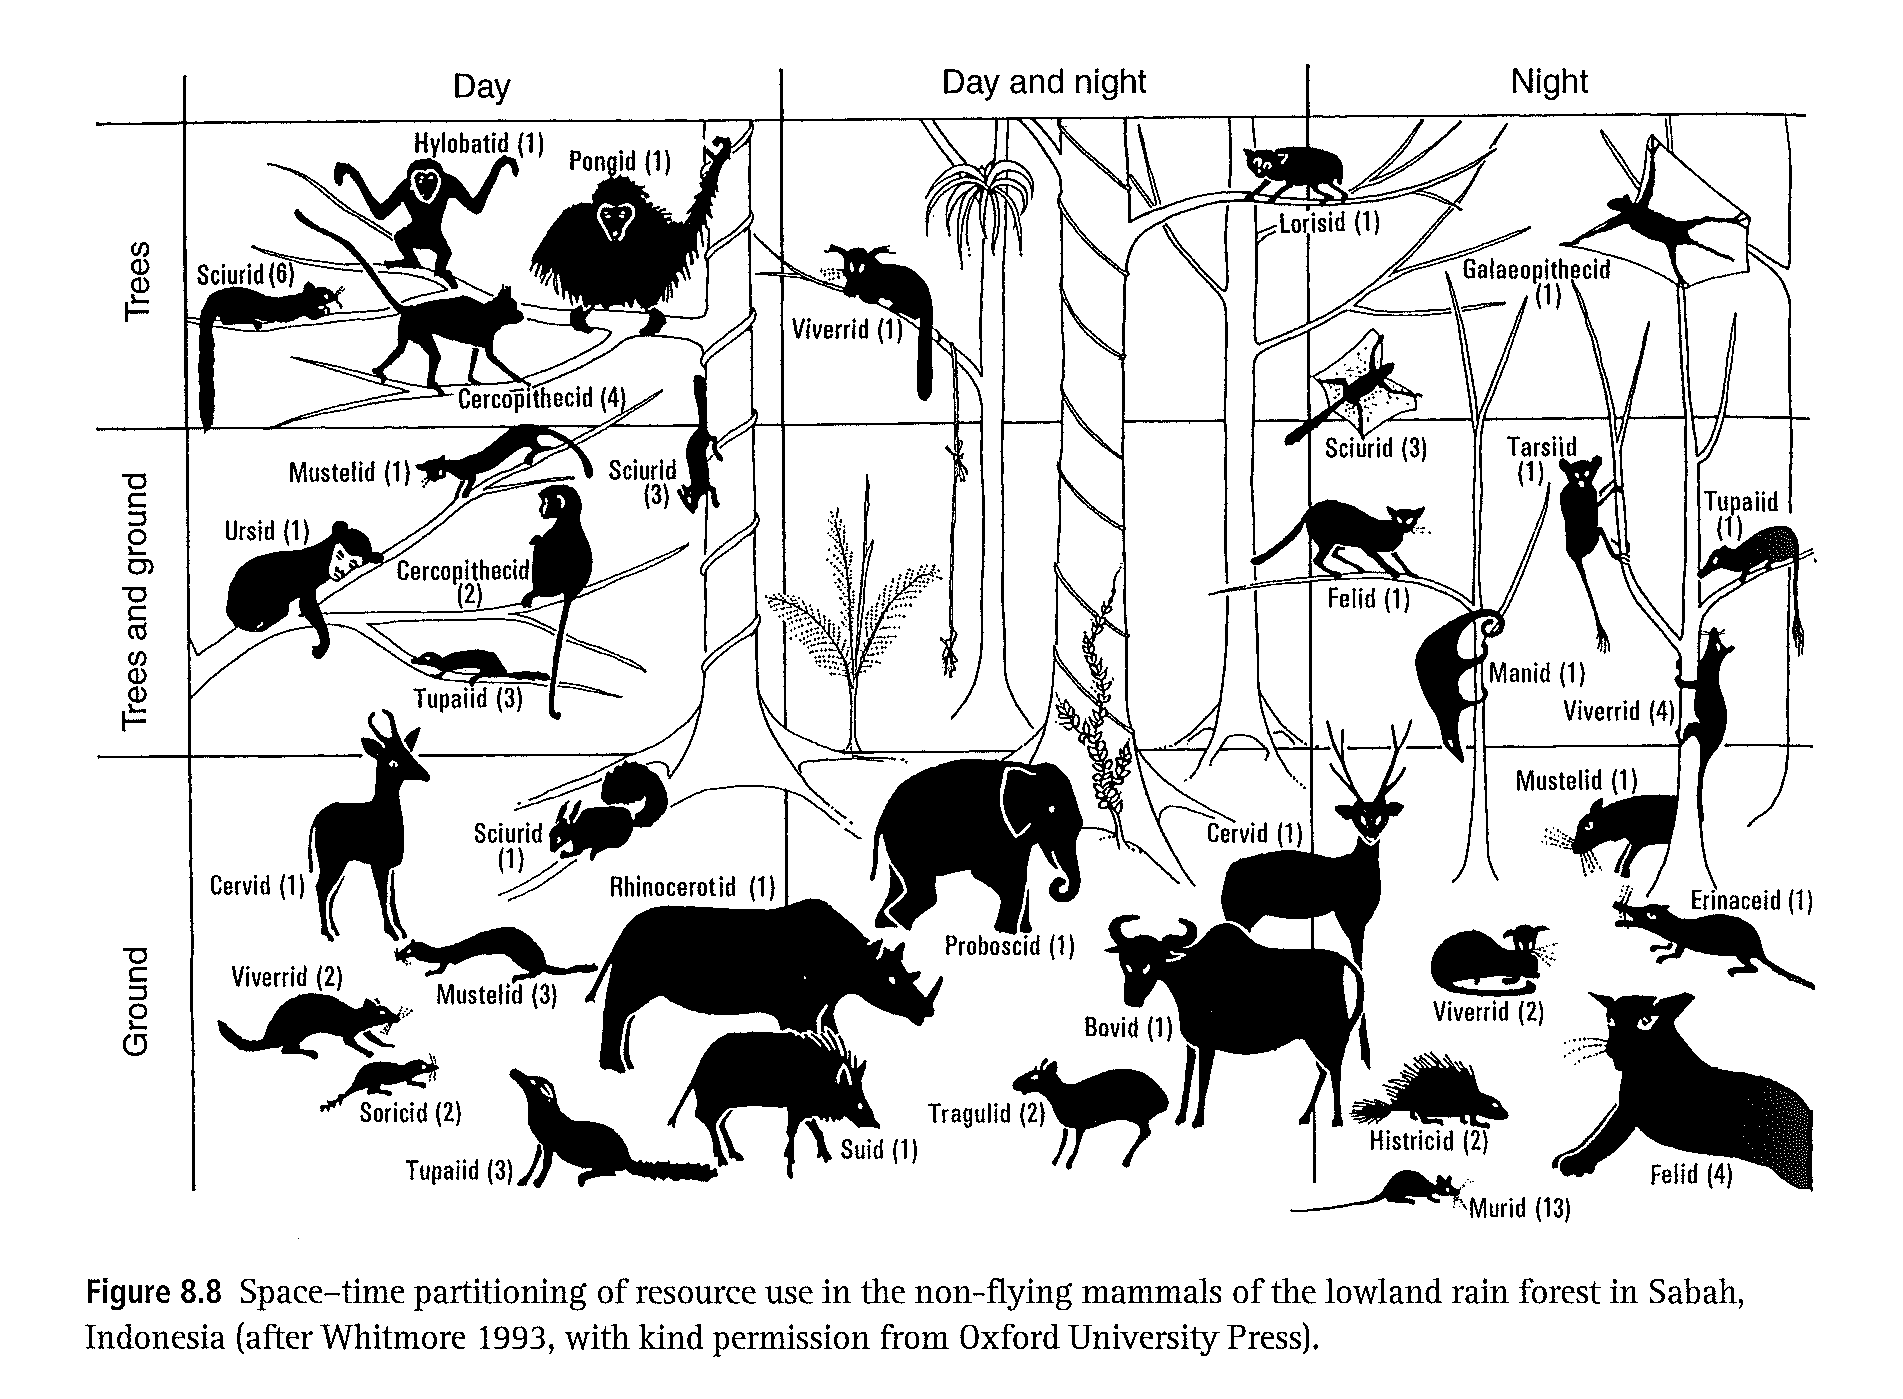 Day
Day and night
Night
Trees
Hylobatid (1)
Pongid (1)
Sciurid (6)
Cercopithecid (4)
Viverrid (1)
Lorisid (1)
Galaeopithecid
(1)
Sciurid (3)
Trees and ground
Mustelid (1)
Sciurid
(3)
Ursid (1)
Cercopithecid
(2)
Tupaiid (3)
Tarsiid
(1)
Tupaiid
(1)
Felid (1)
Manid (1)
Viverrid (4)
Ground
Cervid (1)
Sciurid
(1)
Rhinocerotid (1)
Viverrid (2)
Mustelid (3)
Soricid (2)
Tupaiid (3)
Suid (1)
Proboscid (1)
Cervid (1)
Bovid (1)
Tragulid (2)
Mustelid (1)
Erinaceid (1)
Viverrid (2)
Histricid (2)
Felid (4)
Murid (13)
Figure 8.8 Space–time partitioning of resource use in the non-flying mammals of the lowland rain forest in Sabah,
Indonesia (after Whitmore 1993, with kind permission from Oxford University Press).